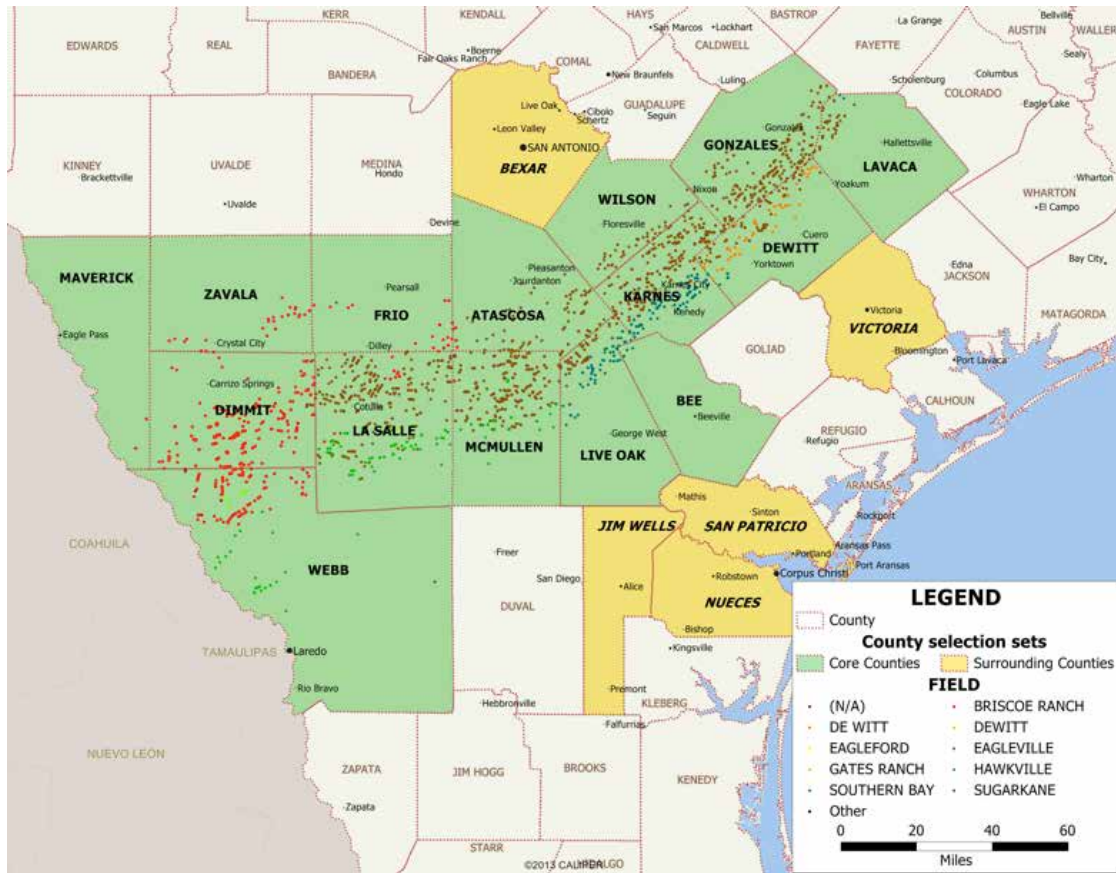 KERR
KENDALL
HAYS
BASTROP
La Grange
Bellville
EDWARDS
REAL
Boerne
Fair Oaks Ranch
San Marcos
Lockhart
CALDWELL
FAYETTE
AUSTIN
WALLER
Sealy
BANDERA
COMAL
New Braunfels
Luling
Schulenburg
Columbus
COLORADO
Eagle Lake
Live Oak
Cibolo
Schertz
GUADALUPE
Seguin
Leon Valley
SAN ANTONIO
BEXAR
Gonzales
GONZALES
Hallettsville
LAVACA
KINNEY
Brackettville
UVALDE
MEDINA
Hondo
WHARTON
Wharton
El Campo
Uvalde
Nixon
Yoakum
WILSON
Floresville
Devine
Cuero
DEWITT
Yorktown
Edna
JACKSON
Bay City
MAVERICK
Pleasanton
Jourdanton
ZAVALA
Pearsall
FRIO
ATASCOSA
Karnes City
KARNES
Kenedy
Victoria
VICTORIA
MATAGORDA
Eagle Pass
Crystal City
Dilley
GOLIAD
Bloomington
Port Lavaca
Carrizo Springs
DIMMIT
Cotulla
LA SALLE
MCMULLEN
BEE
Beeville
CALHOUN
George West
LIVE OAK
REFUGIO
Refugio
ARANSAS
Rockport
Mathis
Sinton
SAN PATRICIO
JIM WELLS
COAHUILA
Portland
Aransas Pass
Port Aransas
Freer
WEBB
San Diego
Alice
Robstown
Corpus Christi
DUVAL
NUECES
TAMAULIPAS
Laredo
Bishop
Kingsville
Rio Bravo
Premont
KLEBERG
Hebbronville
Falfurrias
NUEVO LEÓN
ZAPATA
JIM HOGG
BROOKS
KENEDY
Zapata
STARR
©2013 CALIPER
HIDALGO
LEGEND
County
County selection sets
Core Counties
Surrounding Counties
FIELD
(N/A)
BRISCOE RANCH
DE WITT
DEWITT
EAGLEFORD
EAGLEVILLE
GATES RANCH
HAWKVILLE
SOUTHERN BAY
SUGARKANE
Other
0 20 40 60
Miles